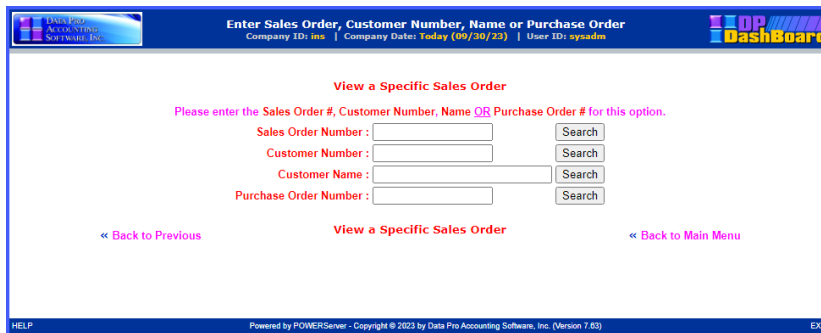 DATA PRO
ACCOUNTING
SOFTWARE, INC.
Enter Sales Order, Customer Number, Name or Purchase Order
Company ID: ins | Company Date: Today (09/30/23) | User ID: sysadm
DP
DashBoard
View a Specific Sales Order
Please enter the Sales Order #, Customer Number, Name OR Purchase Order # for this option.
Sales Order Number : Search
Customer Number : Search
Customer Name : Search
Purchase Order Number : Search
« Back to Previous View a Specific Sales Order « Back to Main Menu
HELP Powered by POWERServer - Copyright © 2023 by Data Pro Accounting Software, Inc. (Version 7.63) EX